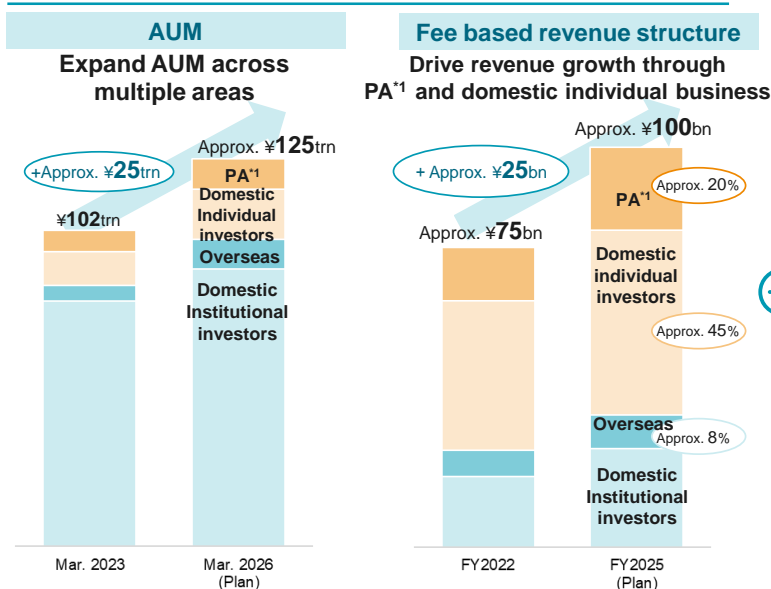 AUM
Expand AUM across
multiple areas
+Approx. ¥25trn
Approx. ¥125trn
¥102trn
PA*1
Domestic
Individual
investors
Overseas
Domestic
Institutional
investors
Mar. 2023
Mar. 2026
(Plan)
Fee based revenue structure
Drive revenue growth through
PA*1 and domestic individual business
+ Approx. ¥25bn
Approx. ¥100bn
Approx. ¥75bn
PA*1
Approx. 20%
Domestic
individual
investors
Approx. 45%
Overseas
Approx. 8%
Domestic
Institutional
investors
FY2022
FY2025
(Plan)